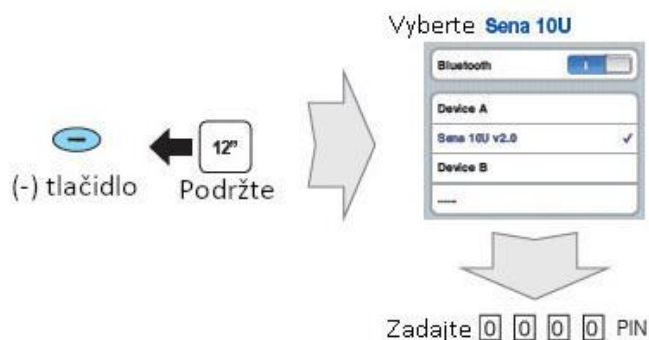 Vyberte Sena 10U
Bluetooth
Device A
Sena 10U v2.0
Device B
-----
12"
(-) tlačidlo
Podržte
Zadajte 0 0 0 0 PIN